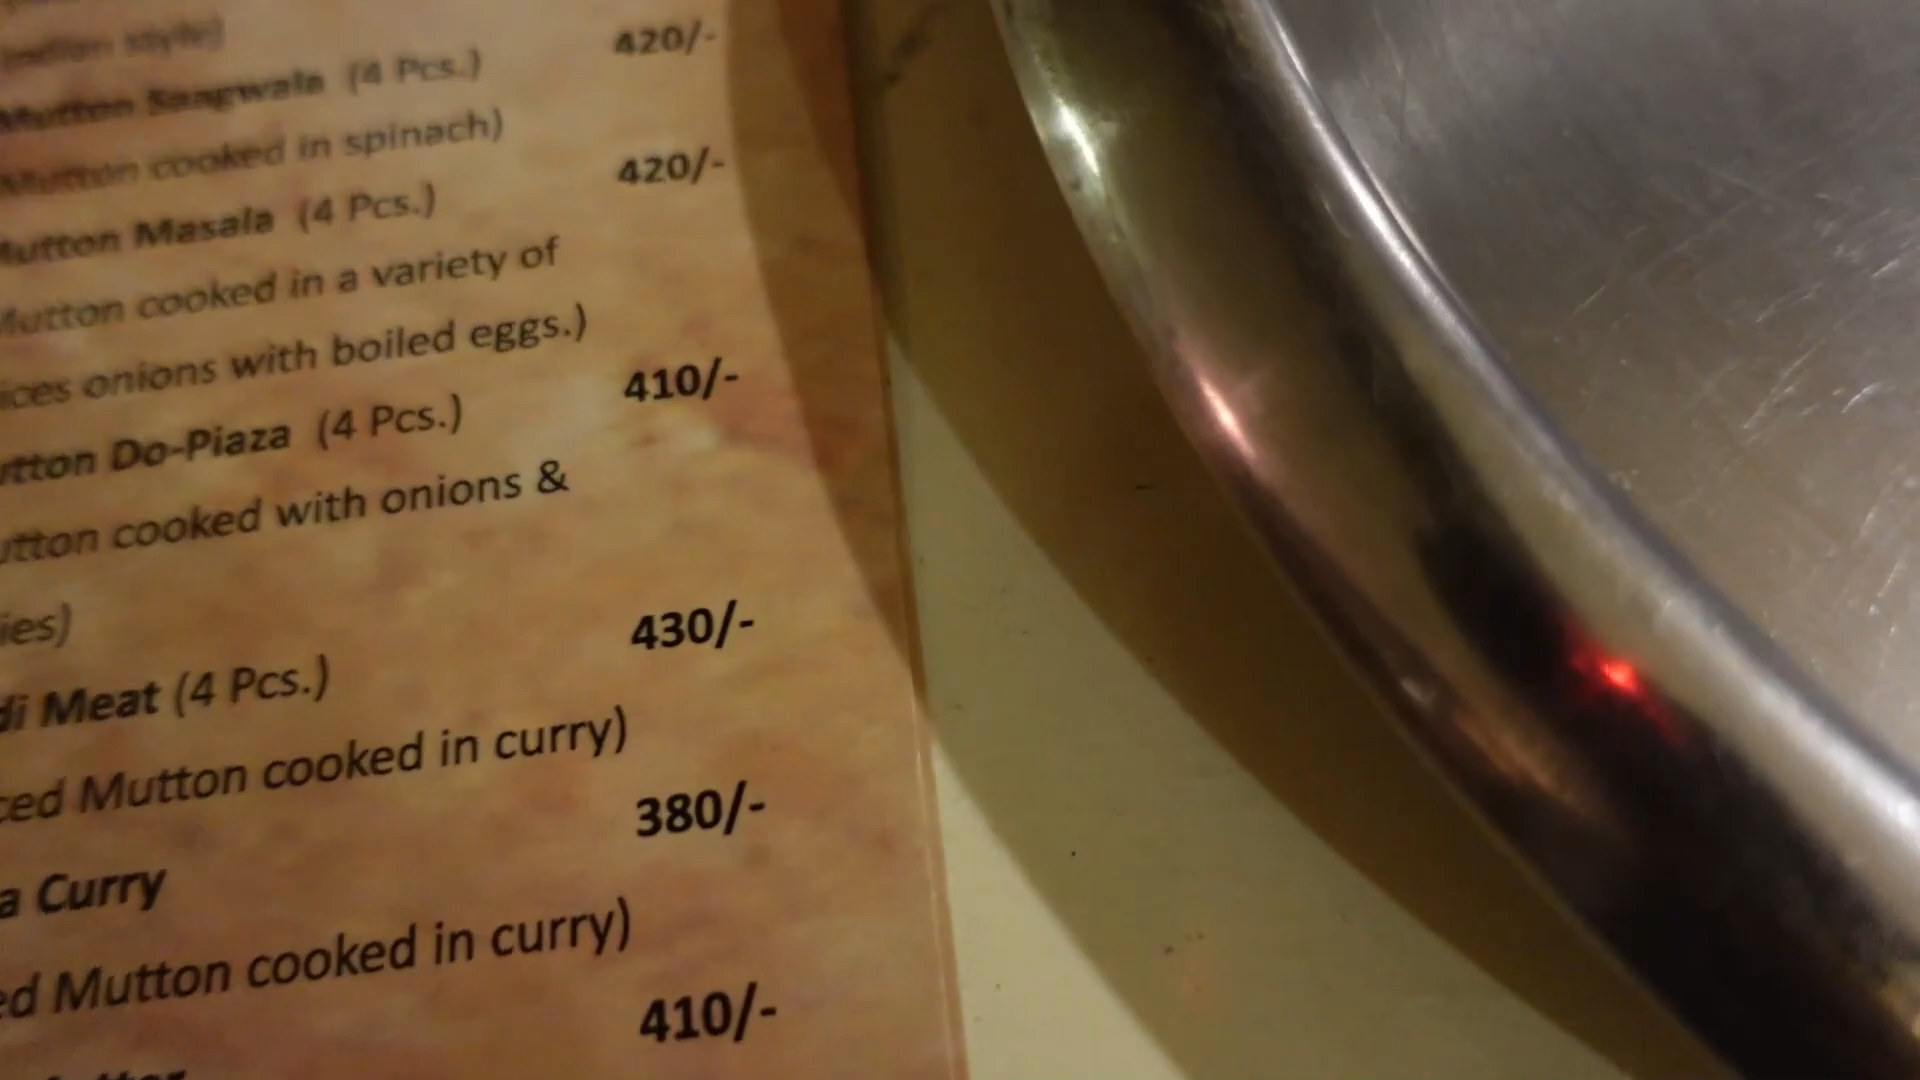 Indian style)
Mutton Saagwala (4 Pcs.) 420/-
Mutton cooked in spinach)
Mutton Masala (4 Pcs.) 420/-
Mutton cooked in a variety of
ices onions with boiled eggs.)
utton Do-Piaza (4 Pcs.) 410/-
utton cooked with onions &
ies)
di Meat (4 Pcs.) 430/-
ced Mutton cooked in curry)
a Curry 380/-
ed Mutton cooked in curry)
410/-